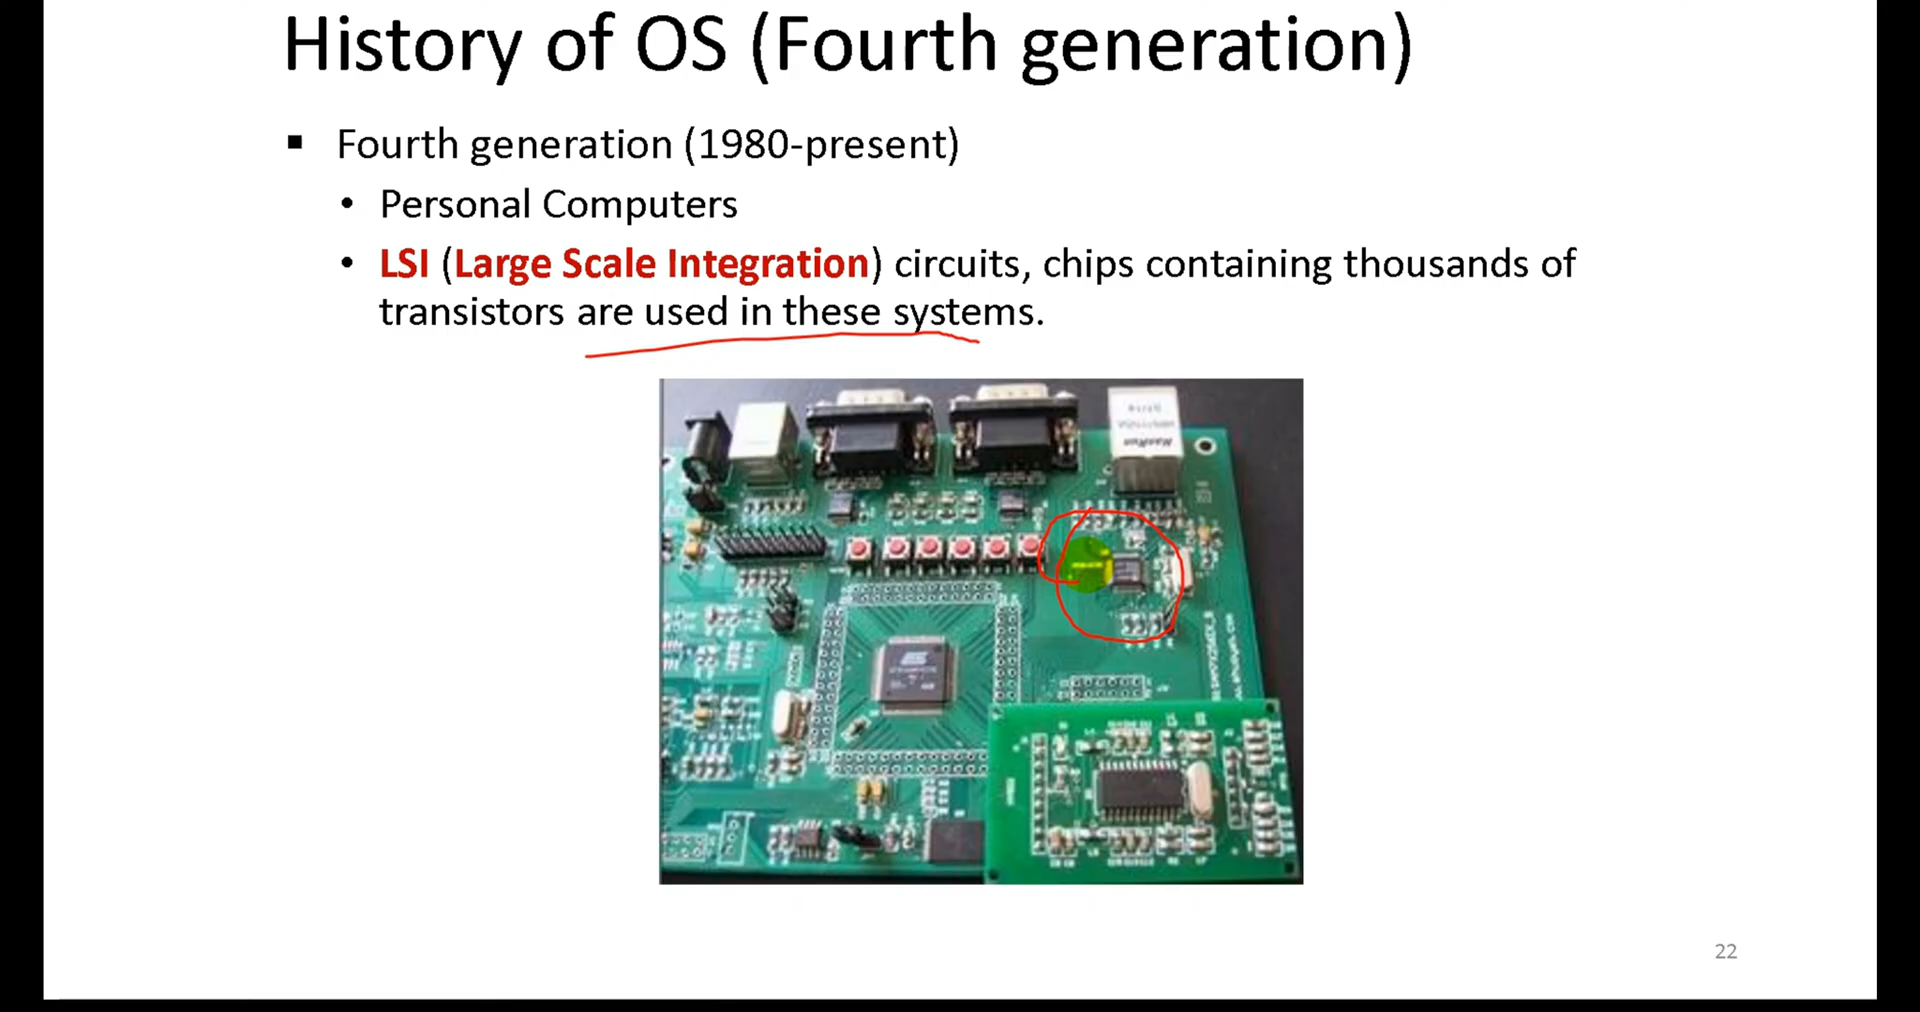 History of OS (Fourth generation)
▪ Fourth generation (1980-present)
• Personal Computers
• LSI (Large Scale Integration) circuits, chips containing thousands of
transistors are used in these systems.
22